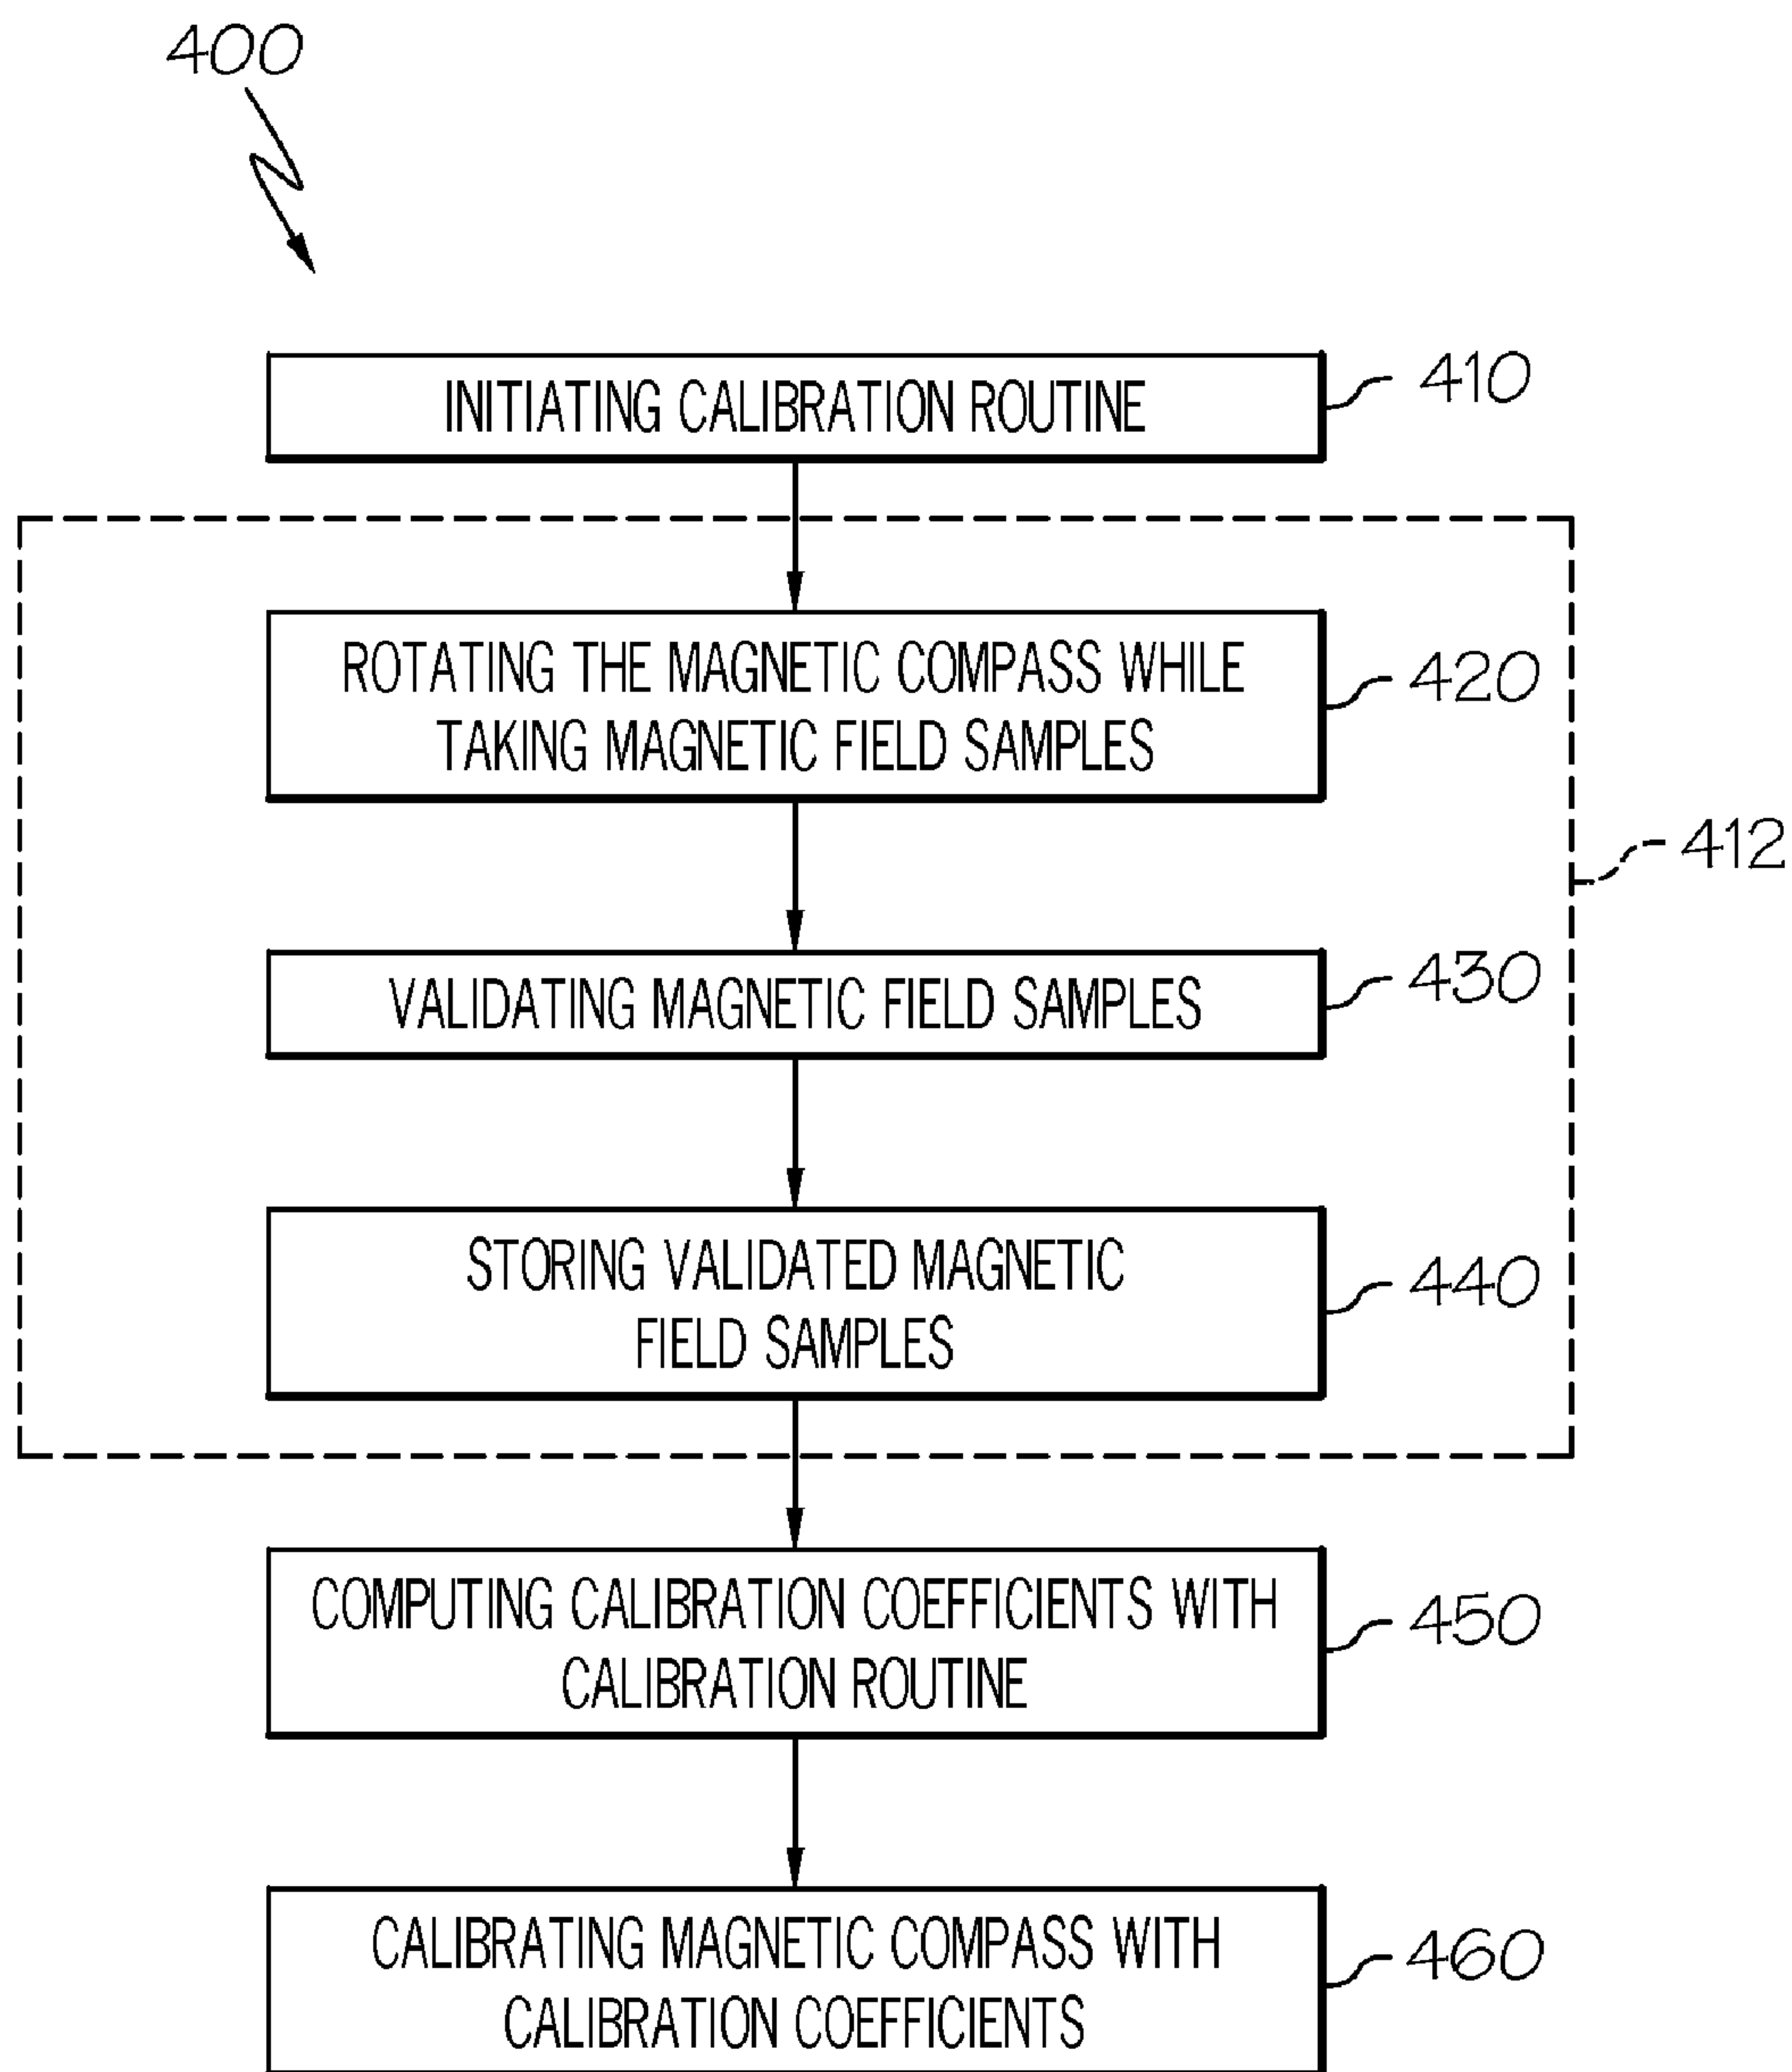 400
INITIATING CALIBRATION ROUTINE
410
ROTATING THE MAGNETIC COMPASS WHILE
TAKING MAGNETIC FIELD SAMPLES
420
412
VALIDATING MAGNETIC FIELD SAMPLES
430
STORING VALIDATED MAGNETIC
FIELD SAMPLES
440
COMPUTING CALIBRATION COEFFICIENTS WITH
CALIBRATION ROUTINE
450
CALIBRATING MAGNETIC COMPASS WITH
CALIBRATION COEFFICIENTS
460